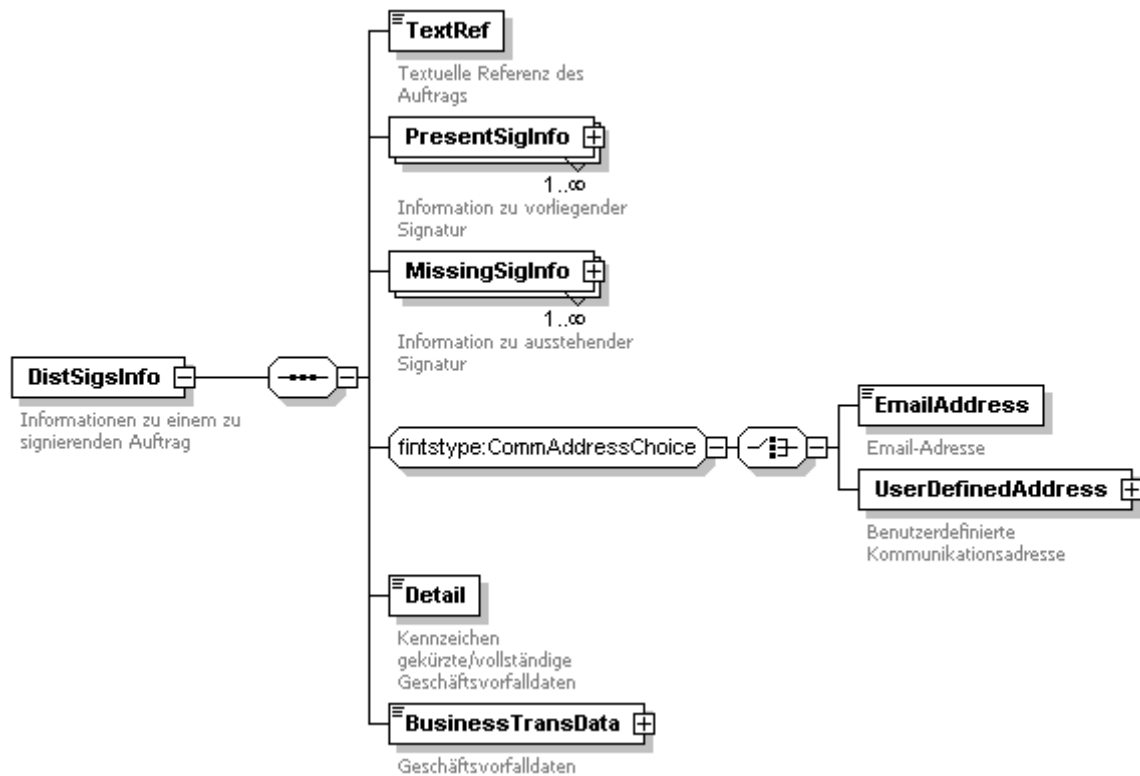 TextRef
Textuelle Referenz des
Auftrags
PresentSigInfo
1..∞
Information zu vorliegender
Signatur
MissingSigInfo
1..∞
Information zu ausstehender
Signatur
DistSigsInfo
Informationen zu einem zu
signierenden Auftrag
fintstype:CommAddressChoice
EmailAddress
Email-Adresse
UserDefinedAddress
Benutzerdefinierte
Kommunikationsadresse
Detail
Kennzeichen
gekürzte/vollständige
Geschäftsvorfalldaten
BusinessTransData
Geschäftsvorfalldaten